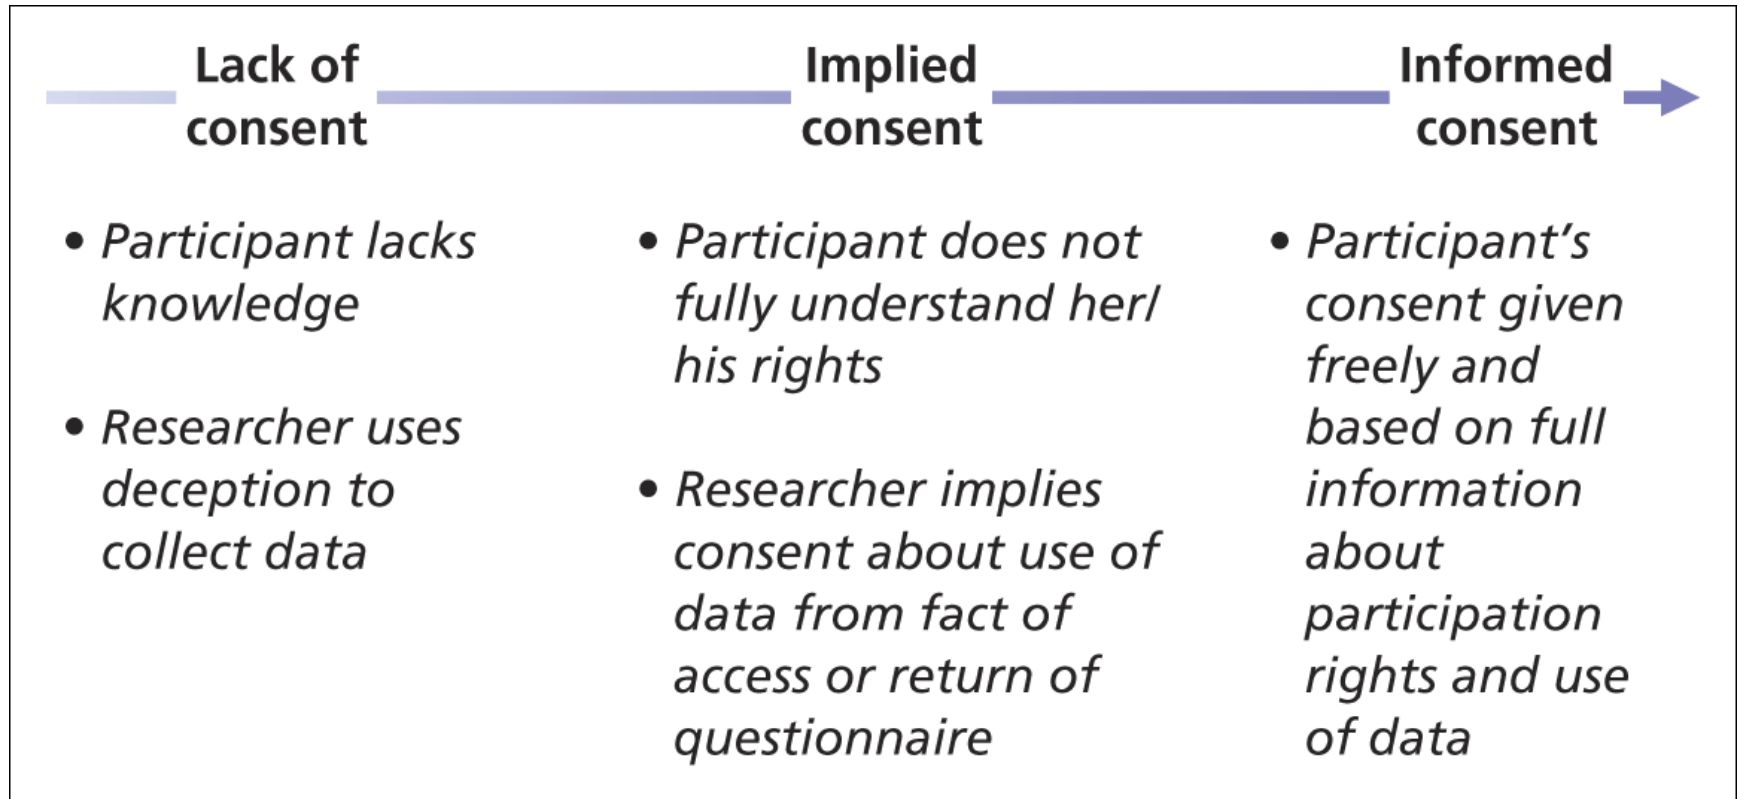 Lack of
consent
Implied
consent
Informed
consent
• Participant lacks
knowledge
• Researcher uses
deception to
collect data
• Participant does not
fully understand her/
his rights
• Researcher implies
consent about use of
data from fact of
access or return of
questionnaire
• Participant’s
consent given
freely and
based on full
information
about
participation
rights and use
of data